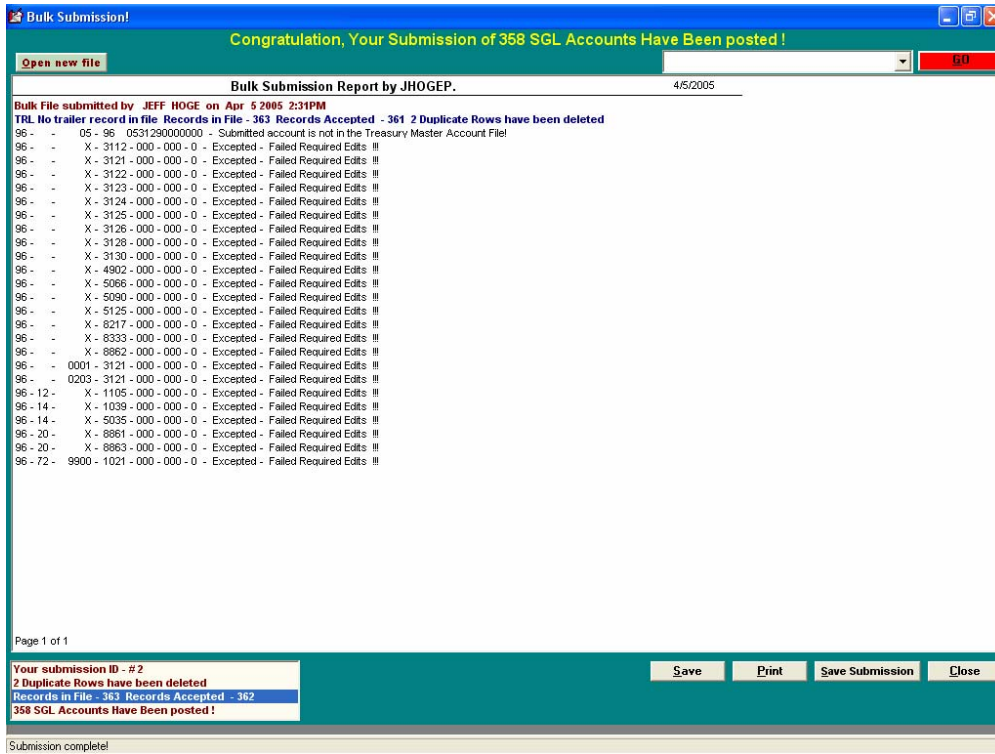 Bulk Submission!
Congratulation, Your Submission of 358 SGL Accounts Have Been posted !
Open new file
GO
Bulk Submission Report by JHOGEP. 4/5/2005
Bulk File submitted by JEFF HOGE on Apr 5 2005 2:31PM
TRL No trailer record in file Records in File - 363 Records Accepted - 361 2 Duplicate Rows have been deleted
96 - - 05 - 96 0531290000000 - Submitted account is not in the Treasury Master Account File!
96 - - X - 3112 - 000 - 000 - 0 - Excepted - Failed Required Edits !!!
96 - - X - 3121 - 000 - 000 - 0 - Excepted - Failed Required Edits !!!
96 - - X - 3122 - 000 - 000 - 0 - Excepted - Failed Required Edits !!!
96 - - X - 3123 - 000 - 000 - 0 - Excepted - Failed Required Edits !!!
96 - - X - 3124 - 000 - 000 - 0 - Excepted - Failed Required Edits !!!
96 - - X - 3125 - 000 - 000 - 0 - Excepted - Failed Required Edits !!!
96 - - X - 3126 - 000 - 000 - 0 - Excepted - Failed Required Edits !!!
96 - - X - 3128 - 000 - 000 - 0 - Excepted - Failed Required Edits !!!
96 - - X - 3130 - 000 - 000 - 0 - Excepted - Failed Required Edits !!!
96 - - X - 4902 - 000 - 000 - 0 - Excepted - Failed Required Edits !!!
96 - - X - 5066 - 000 - 000 - 0 - Excepted - Failed Required Edits !!!
96 - - X - 5090 - 000 - 000 - 0 - Excepted - Failed Required Edits !!!
96 - - X - 5125 - 000 - 000 - 0 - Excepted - Failed Required Edits !!!
96 - - X - 8217 - 000 - 000 - 0 - Excepted - Failed Required Edits !!!
96 - - X - 8333 - 000 - 000 - 0 - Excepted - Failed Required Edits !!!
96 - - X - 8862 - 000 - 000 - 0 - Excepted - Failed Required Edits !!!
96 - - 0001 - 3121 - 000 - 000 - 0 - Excepted - Failed Required Edits !!!
96 - - 0203 - 3121 - 000 - 000 - 0 - Excepted - Failed Required Edits !!!
96 - 12 - X - 1105 - 000 - 000 - 0 - Excepted - Failed Required Edits !!!
96 - 14 - X - 1039 - 000 - 000 - 0 - Excepted - Failed Required Edits !!!
96 - 14 - X - 5035 - 000 - 000 - 0 - Excepted - Failed Required Edits !!!
96 - 20 - X - 8861 - 000 - 000 - 0 - Excepted - Failed Required Edits !!!
96 - 20 - X - 8863 - 000 - 000 - 0 - Excepted - Failed Required Edits !!!
96 - 72 - 9900 - 1021 - 000 - 000 - 0 - Excepted - Failed Required Edits !!!
Page 1 of 1
Your submission ID - # 2
2 Duplicate Rows have been deleted
Records in File - 363 Records Accepted - 362
358 SGL Accounts Have Been posted !
Save Print Save Submission Close
Submission complete!